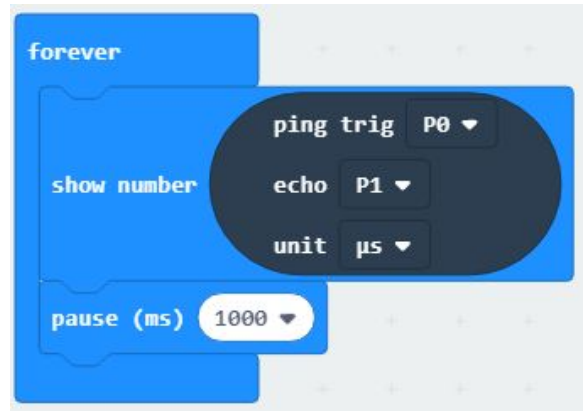 forever
ping trig P0
show number echo P1
unit µs
pause (ms) 1000